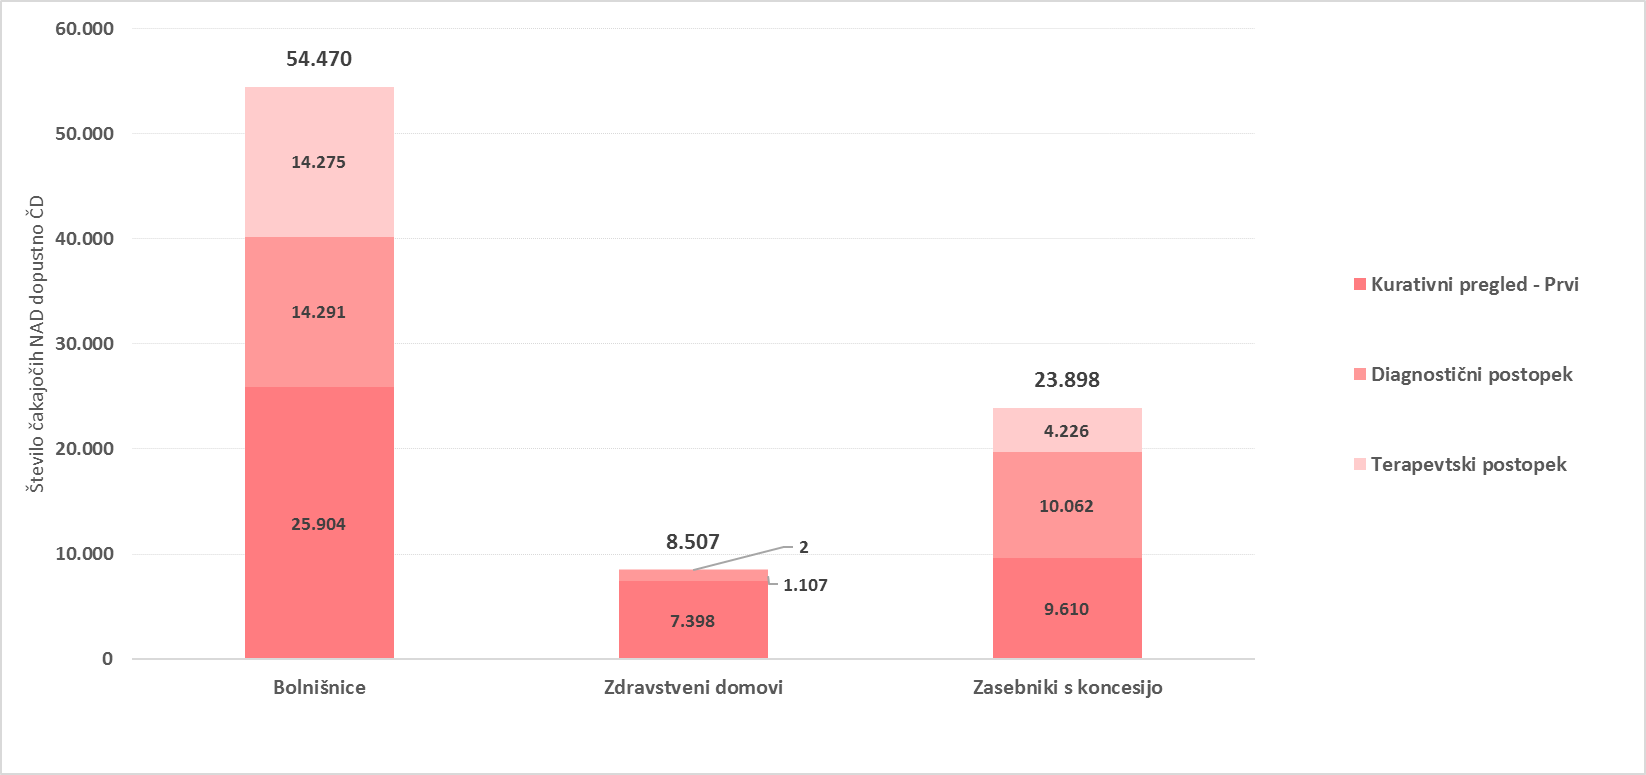 Število čakajočih NAD dopustno ČD
60.000
50.000
40.000
30.000
20.000
10.000
0
54.470
14.275
14.291
25.904
8.507
2
1.107
7.398
23.898
4.226
10.062
9.610
Bolnišnice
Zdravstveni domovi
Zasebniki s koncesijo
Kurativni pregled - Prvi
Diagnostični postopek
Terapevtski postopek